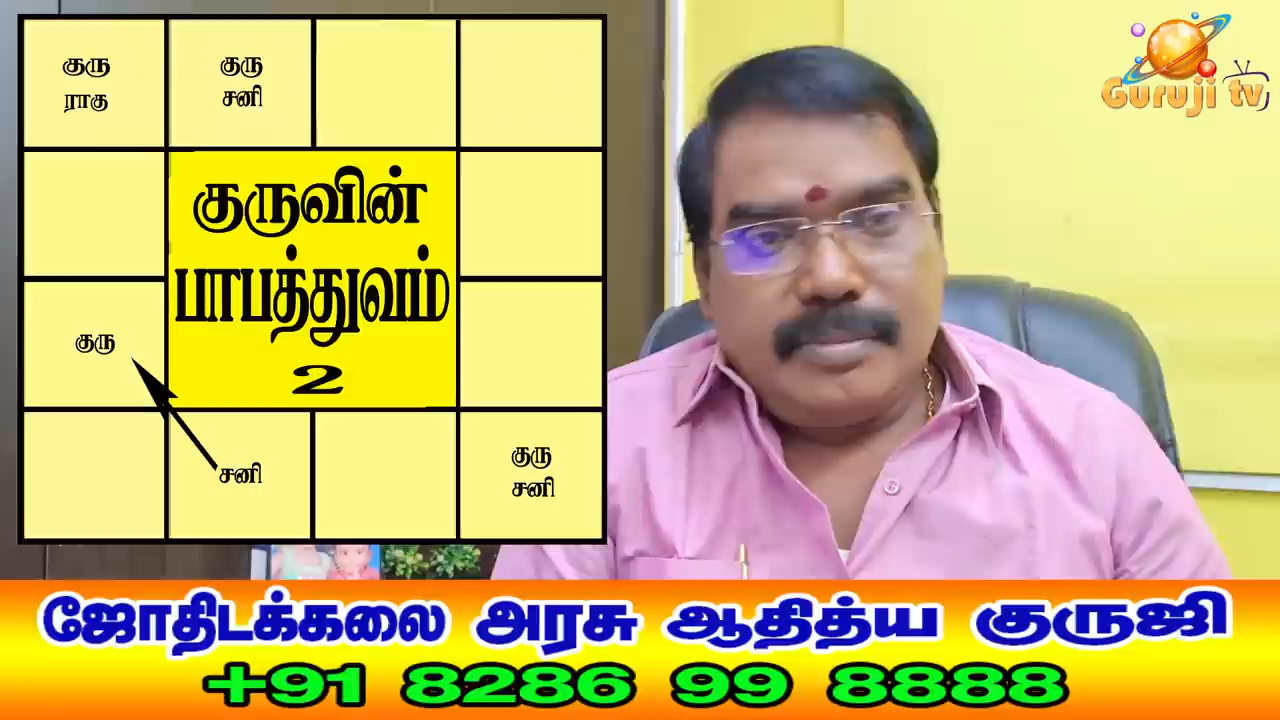 குரு
ராகு
குரு
சனி
Guruji tv
குருவின்
பாபத்துவம்
2
குரு
சனி
குரு
சனி
ஜோதிடக்கலை அரசு ஆதித்ய குருஜி
+91 8286 99 8888